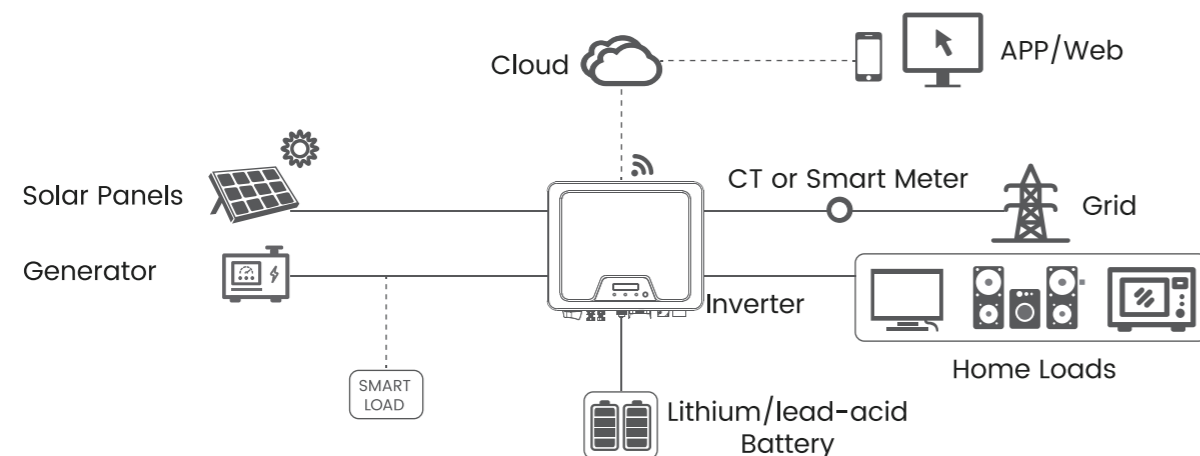 Cloud
APP/Web
Solar Panels
CT or Smart Meter
Grid
Generator
Inverter
SMART
LOAD
Home Loads
Lithium/lead-acid
Battery